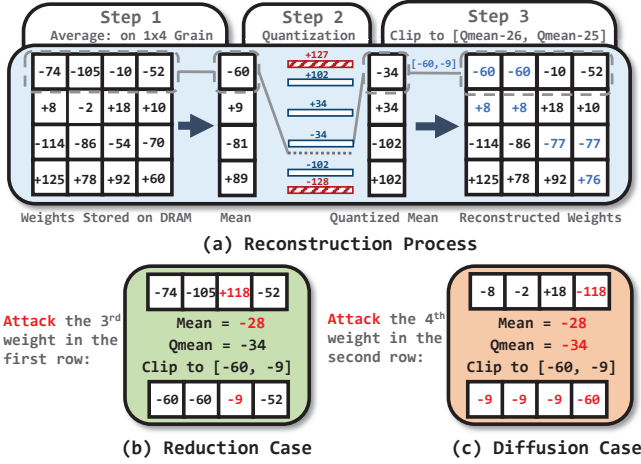 Step 1
Average: on 1x4 Grain
Step 2
Quantization
Step 3
Clip to [Qmean-26, Qmean-25]
-74 -105 -10 -52
+8 -2 +18 +10
-114 -86 -54 -70
+125 +78 +92 +60
-60
+9
-81
+89
+127
+102
+34
-34
-102
-128
-34
+34
-102
+102
[-60,-9]
-60 -60 -10 -52
+8 +8 +18 +10
-114 -86 -77 -77
+125 +78 +92 +76
Weights Stored on DRAM
Mean
Quantized Mean
Reconstructed Weights
(a) Reconstruction Process
Attack the 3rd
weight in the
first row:
-74 -105 +118 -52
Mean = -28
Qmean = -34
Clip to [-60, -9]
-60 -60 -9 -52
(b) Reduction Case
Attack the 4th
weight in the
second row:
-8 -2 +18 -118
Mean = -28
Qmean = -34
Clip to [-60, -9]
-9 -9 -9 -60
(c) Diffusion Case